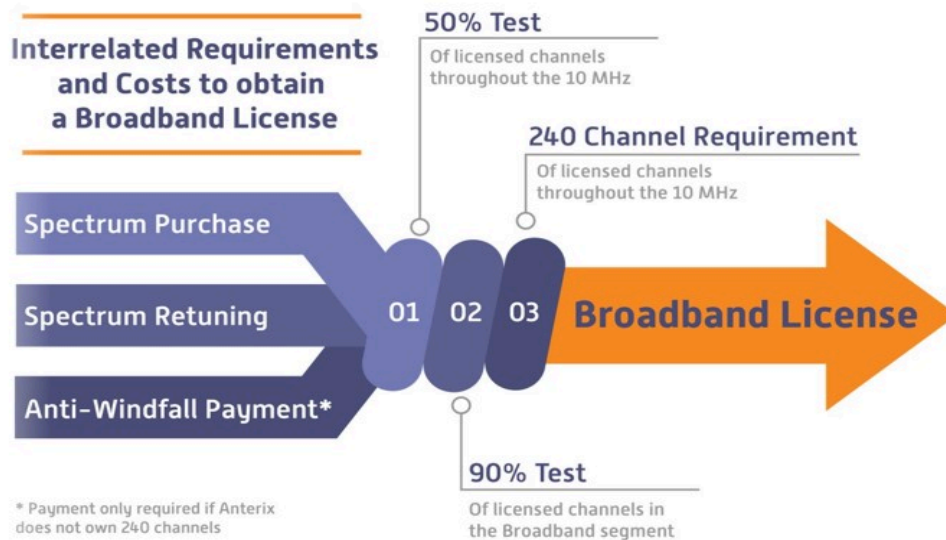 Interrelated Requirements
and Costs to obtain
a Broadband License
50% Test
Of licensed channels
throughout the 10 MHz
240 Channel Requirement
Of licensed channels
throughout the 10 MHz
Spectrum Purchase
Spectrum Retuning
Anti-Windfall Payment*
01
02
03
Broadband License
90% Test
Of licensed channels in
the Broadband segment
* Payment only required if Anterix
does not own 240 channels